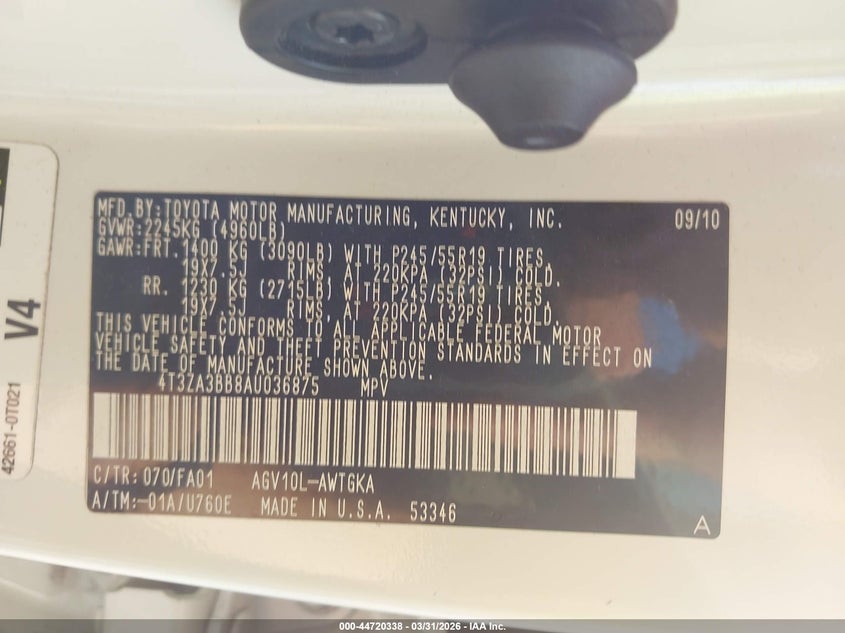 MFD.BY:TOYOTA MOTOR MANUFACTURING, KENTUCKY, INC. 09/10
GVWR:2245KG (4960LB)
GAWR:FRT.1400 KG (3090LB) WITH P245/55R19 TIRES,
19X7.5J RIMS, AT 220KPA (32PSI) COLD.
RR. 1230 KG (2715LB) WITH P245/55R19 TIRES,
19X7.5J RIMS, AT 220KPA (32PSI) COLD.
THIS VEHICLE CONFORMS TO ALL APPLICABLE FEDERAL MOTOR
VEHICLE SAFETY AND THEFT PREVENTION STANDARDS IN EFFECT ON
THE DATE OF MANUFACTURE SHOWN ABOVE.
4T3ZA3BB8AU036875 MPV
C/TR:070/FA01 AGV10L-AWTGKA
A/TM:-01A/U760E MADE IN U.S.A. 53346
A
V4
42661-0T021
000-44720338 - 03/31/2026 - IAA Inc.